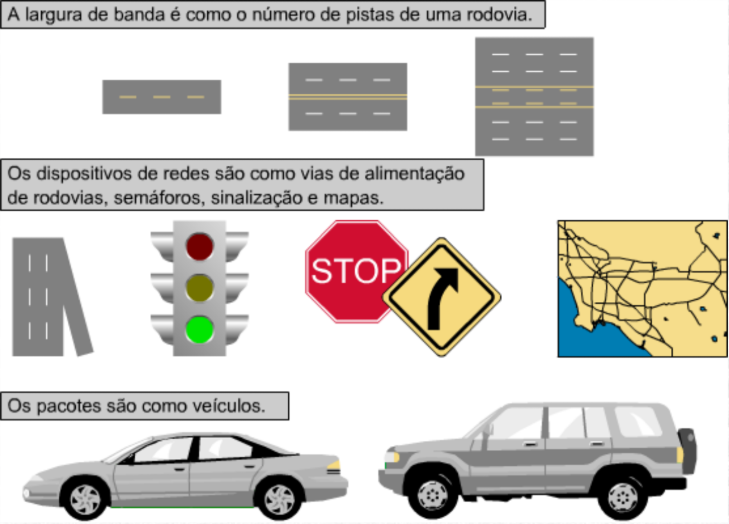 A largura de banda é como o número de pistas de uma rodovia.
Os dispositivos de redes são como vias de alimentação
de rodovias, semáforos, sinalização e mapas.
STOP
Os pacotes são como veículos.